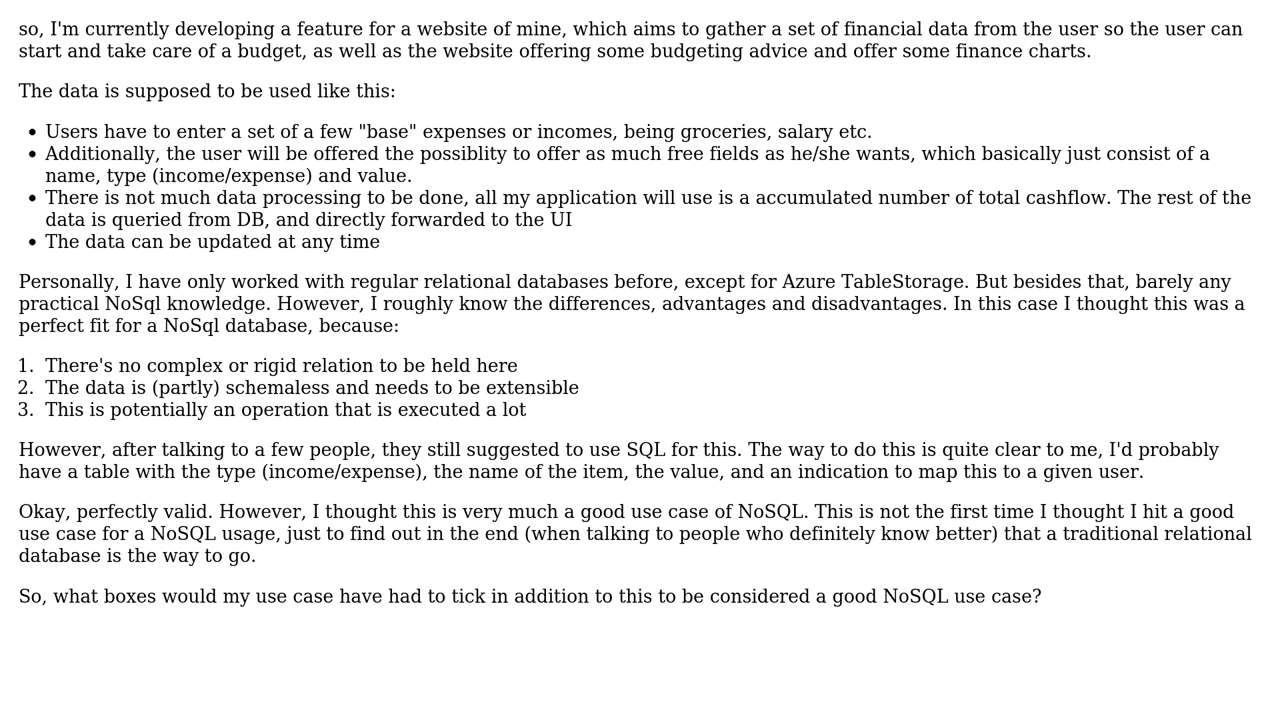 so, I'm currently developing a feature for a website of mine, which aims to gather a set of financial data from the user so the user can
start and take care of a budget, as well as the website offering some budgeting advice and offer some finance charts.
The data is supposed to be used like this:
• Users have to enter a set of a few "base" expenses or incomes, being groceries, salary etc.
• Additionally, the user will be offered the possiblity to offer as much free fields as he/she wants, which basically just consist of a
name, type (income/expense) and value.
• There is not much data processing to be done, all my application will use is a accumulated number of total cashflow. The rest of the
data is queried from DB, and directly forwarded to the UI
• The data can be updated at any time
Personally, I have only worked with regular relational databases before, except for Azure TableStorage. But besides that, barely any
practical NoSql knowledge. However, I roughly know the differences, advantages and disadvantages. In this case I thought this was a
perfect fit for a NoSql database, because:
1. There's no complex or rigid relation to be held here
2. The data is (partly) schemaless and needs to be extensible
3. This is potentially an operation that is executed a lot
However, after talking to a few people, they still suggested to use SQL for this. The way to do this is quite clear to me, I'd probably
have a table with the type (income/expense), the name of the item, the value, and an indication to map this to a given user.
Okay, perfectly valid. However, I thought this is very much a good use case of NoSQL. This is not the first time I thought I hit a good
use case for a NoSQL usage, just to find out in the end (when talking to people who definitely know better) that a traditional relational
database is the way to go.
So, what boxes would my use case have had to tick in addition to this to be considered a good NoSQL use case?